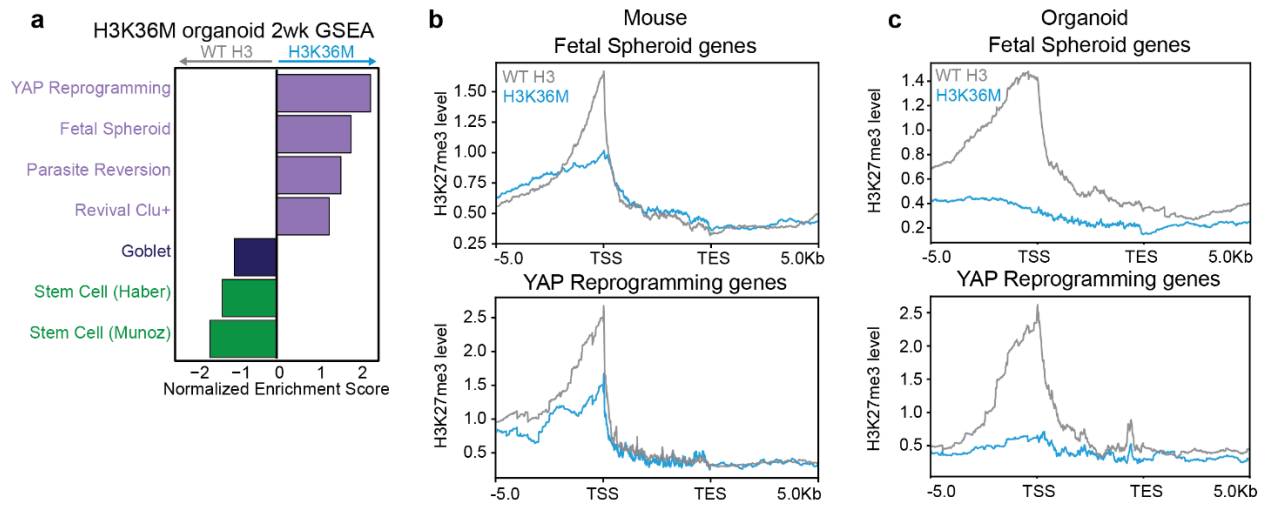 a
H3K36M organoid 2wk GSEA
WT H3 H3K36M
YAP Reprogramming
Fetal Spheroid
Parasite Reversion
Revival Clu+
Goblet
Stem Cell (Haber)
Stem Cell (Munoz)
−2 −1 0 1 2
Normalized Enrichment Score
b
Mouse
Fetal Spheroid genes
WT H3
H3K36M
H3K27me3 level
1.50
1.25
1.00
0.75
0.50
0.25
-5.0 TSS TES 5.0Kb
YAP Reprogramming genes
H3K27me3 level
2.5
2.0
1.5
1.0
0.5
-5.0 TSS TES 5.0Kb
c
Organoid
Fetal Spheroid genes
WT H3
H3K36M
H3K27me3 level
1.4
1.2
1.0
0.8
0.6
0.4
0.2
-5.0 TSS TES 5.0Kb
YAP Reprogramming genes
H3K27me3 level
2.5
2.0
1.5
1.0
0.5
-5.0 TSS TES 5.0Kb